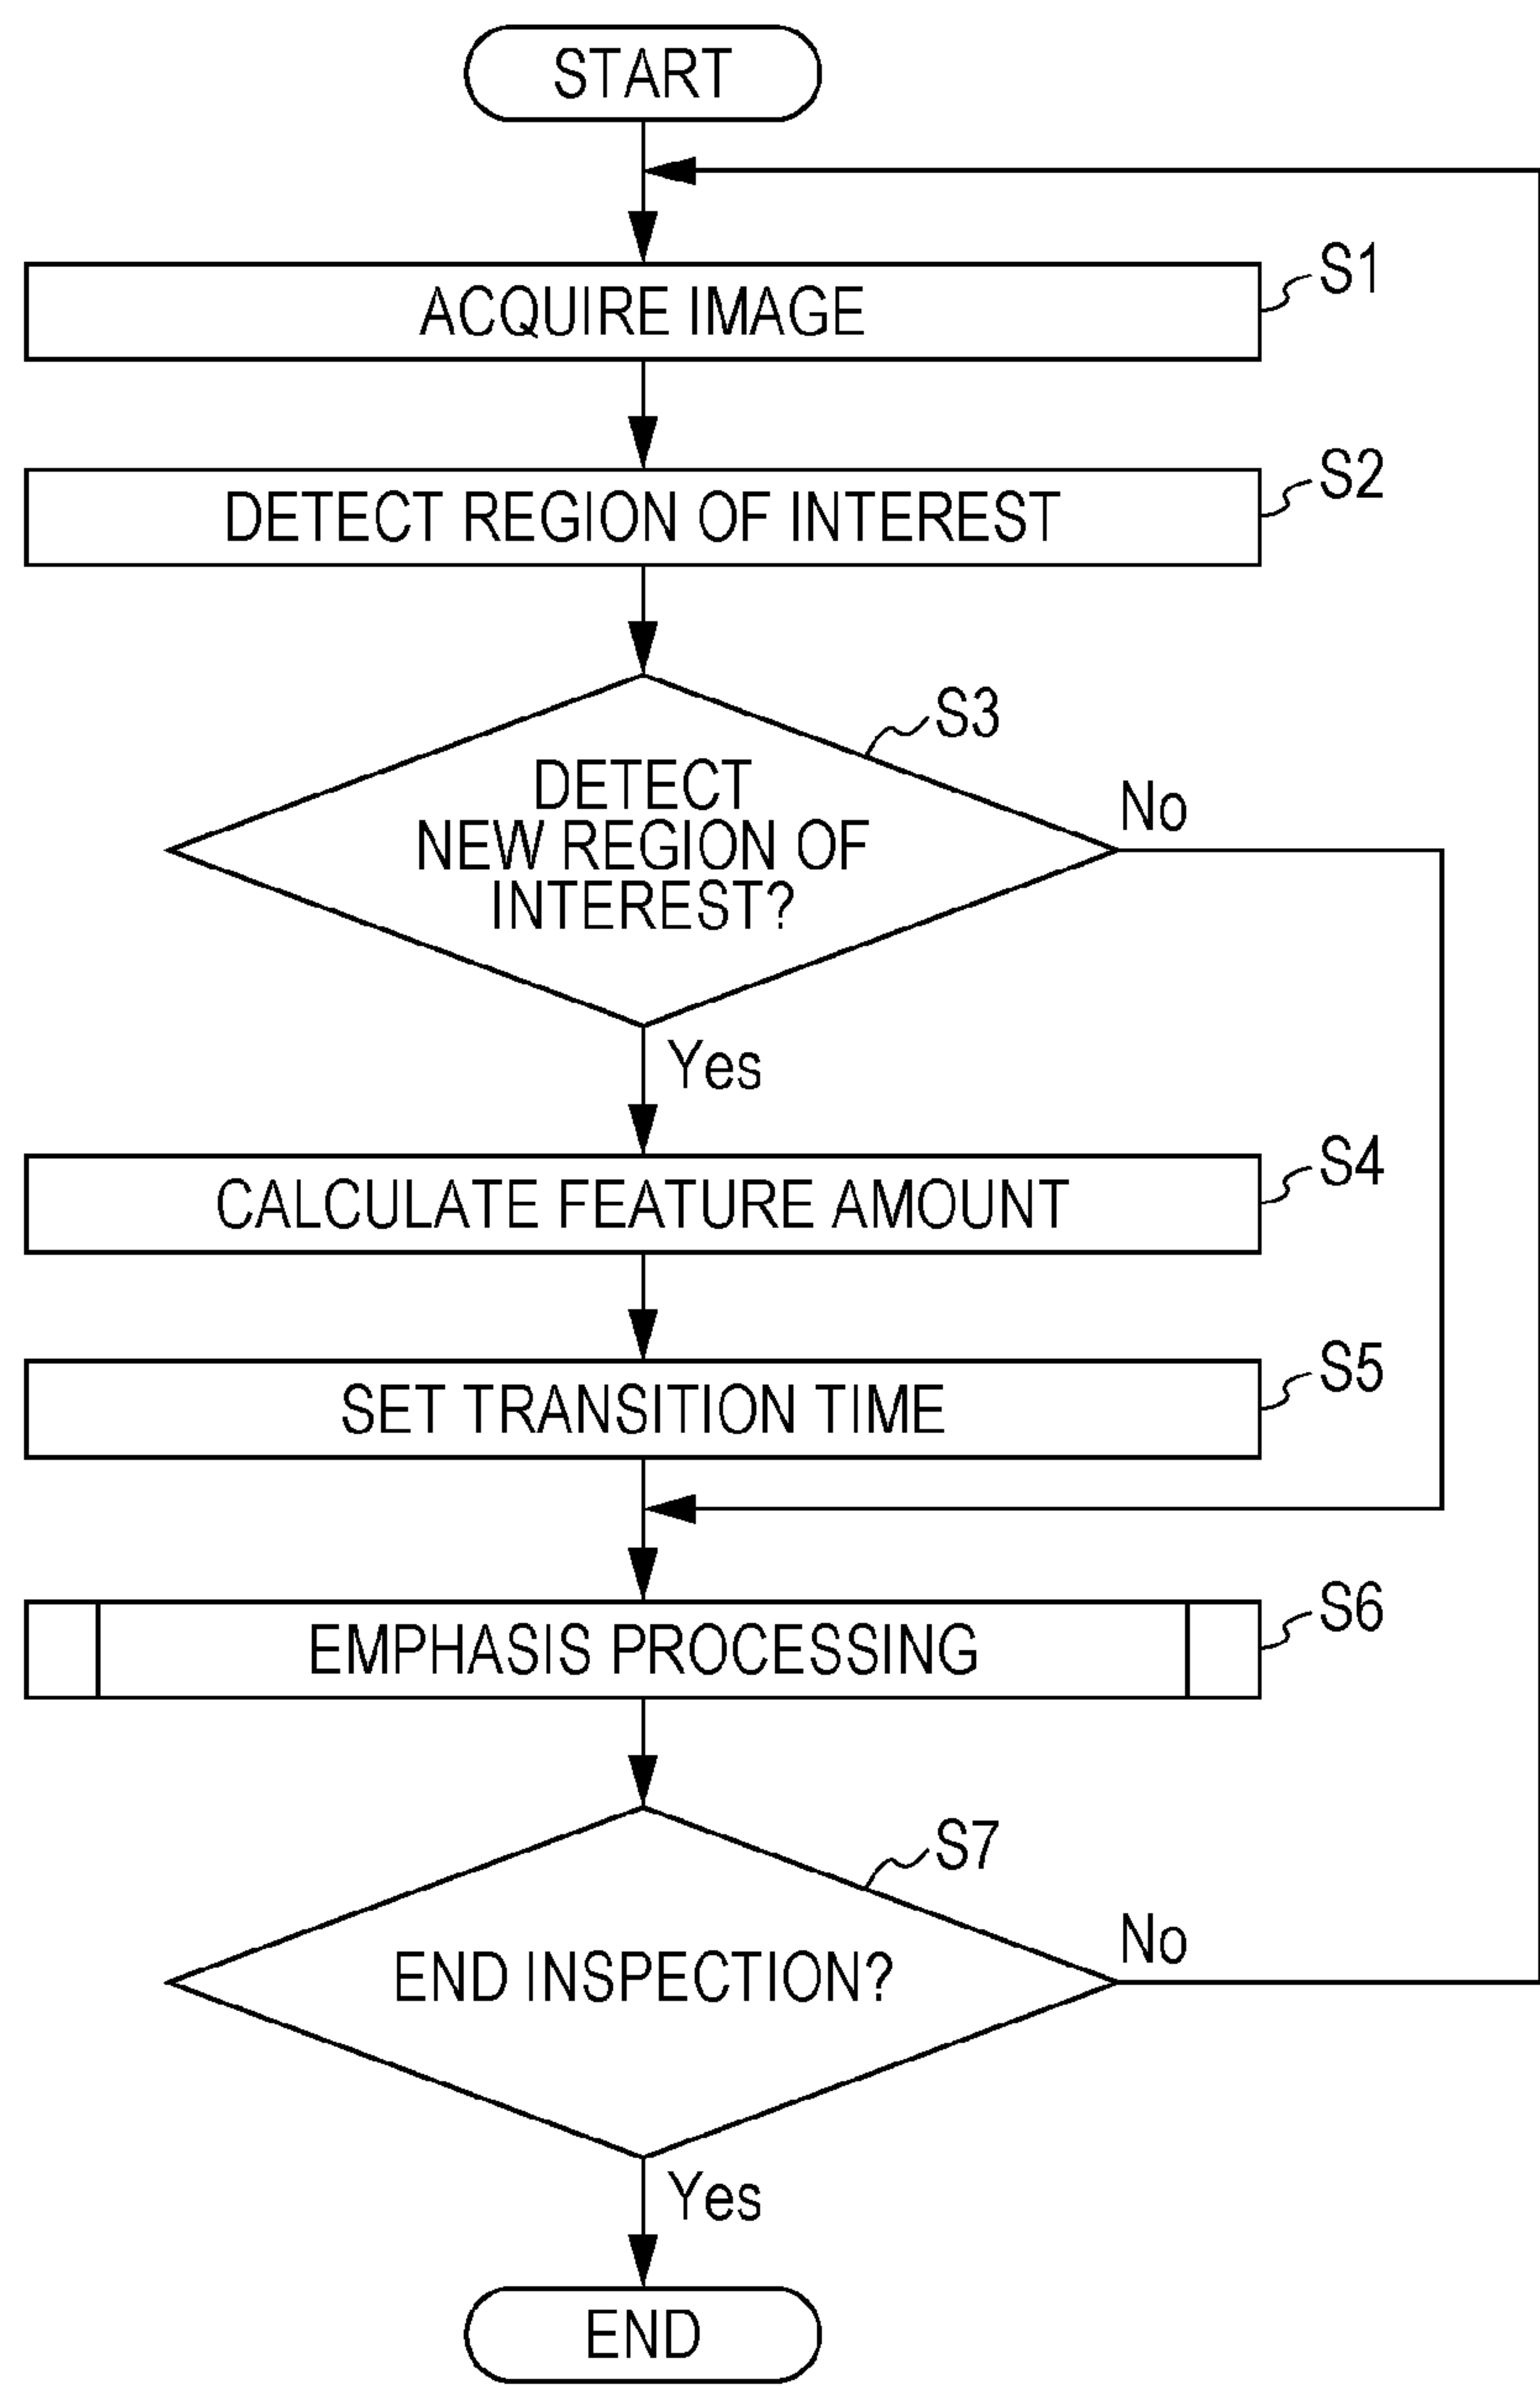 START
ACQUIRE IMAGE
S1
DETECT REGION OF INTEREST
S2
S3
DETECT
NEW REGION OF
INTEREST?
No
Yes
CALCULATE FEATURE AMOUNT
S4
SET TRANSITION TIME
S5
EMPHASIS PROCESSING
S6
S7
END INSPECTION?
No
Yes
END